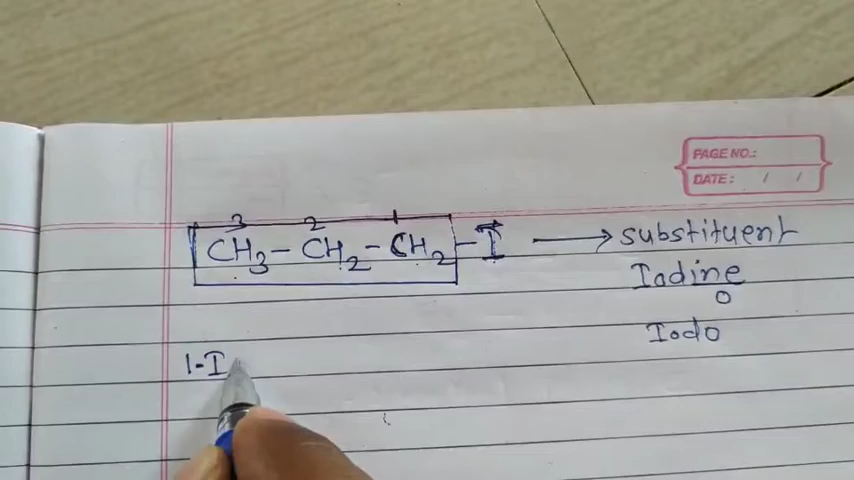 PAGE NO.:
DATE: / /
3 2 1
CH3 - CH2 - CH2 - I → substituent
Iodine
o
Iodo
1-I